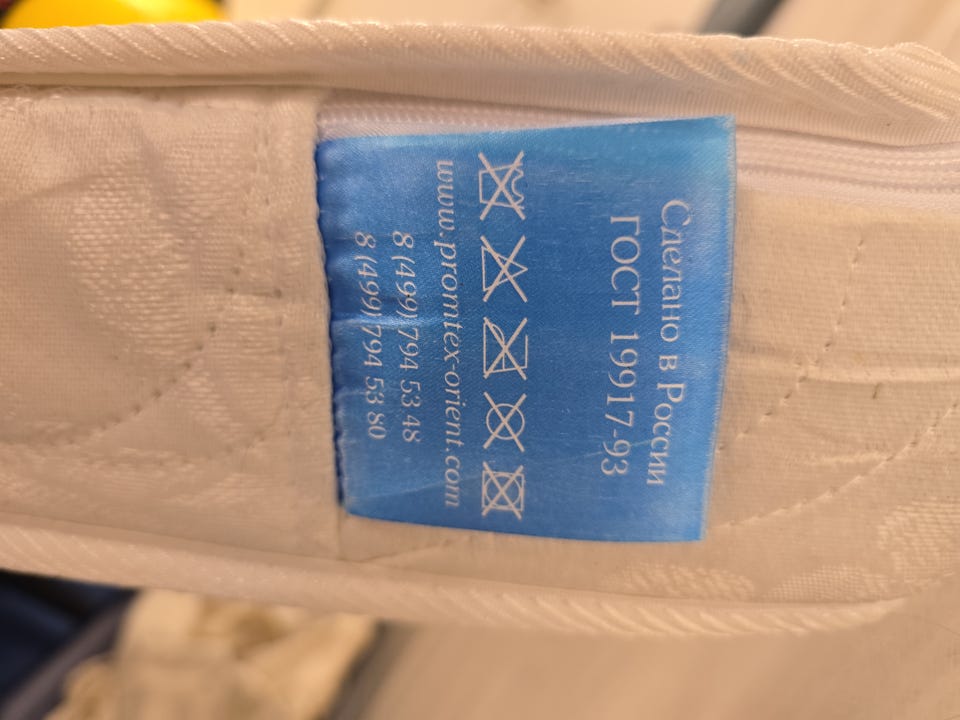 Сделано в России
ГОСТ 19917-93
www.promtex-orient.com
8 (499) 794 53 48
8 (499) 794 53 80